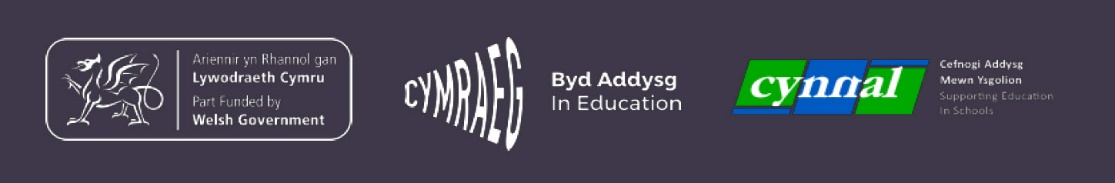 Ariennir yn Rhannol gan
Lywodraeth Cymru
Part Funded by
Welsh Government
CYMRAEG
Byd Addysg
In Education
cynnal
Cefnogi Addysg
Mewn Ysgolion
Supporting Education
In Schools